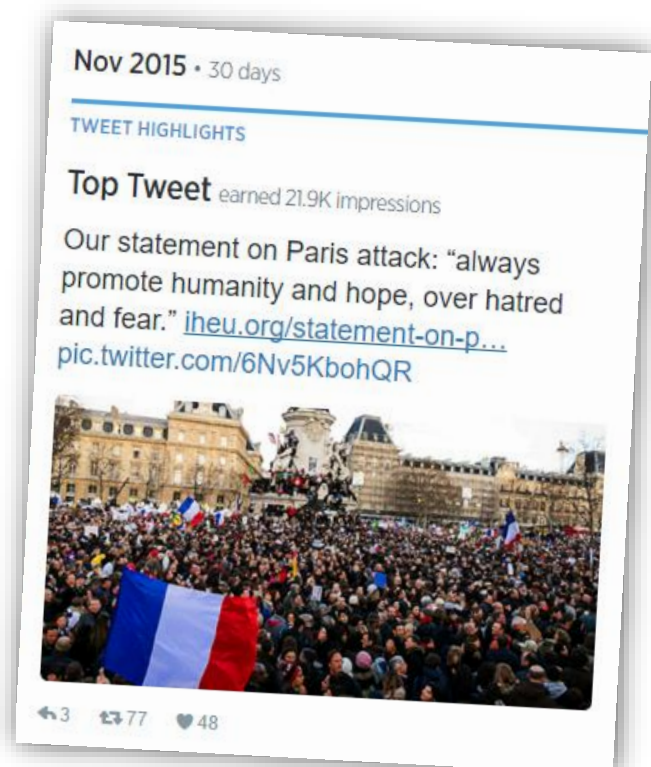 Nov 2015 • 30 days
TWEET HIGHLIGHTS
Top Tweet earned 21.9K impressions
Our statement on Paris attack: “always
promote humanity and hope, over hatred
and fear.” iheu.org/statement-on-p…
pic.twitter.com/6Nv5KbohQR
3 77 48